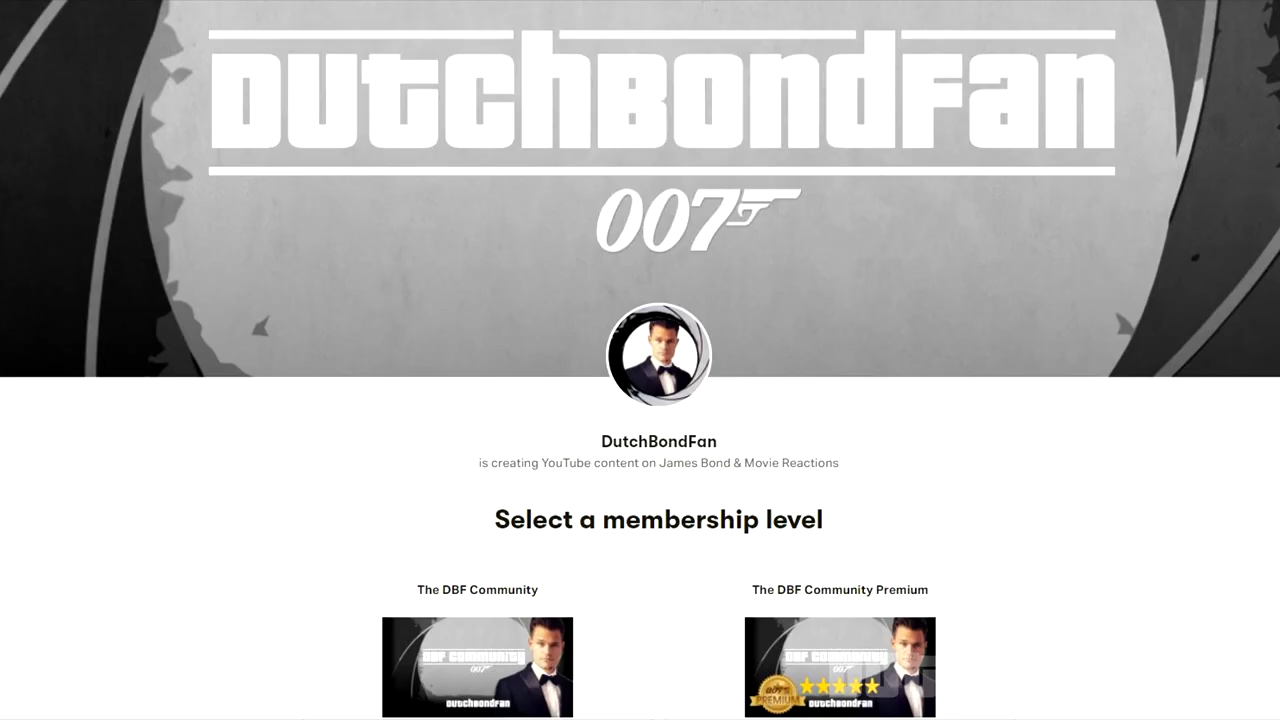 DutchBondFan
007
DutchBondFan
is creating YouTube content on James Bond & Movie Reactions
Select a membership level
The DBF Community
The DBF Community Premium
DBF Community
007
DutchBondFan
DBF Community
007
007's
PREMIUM
DutchBondFan